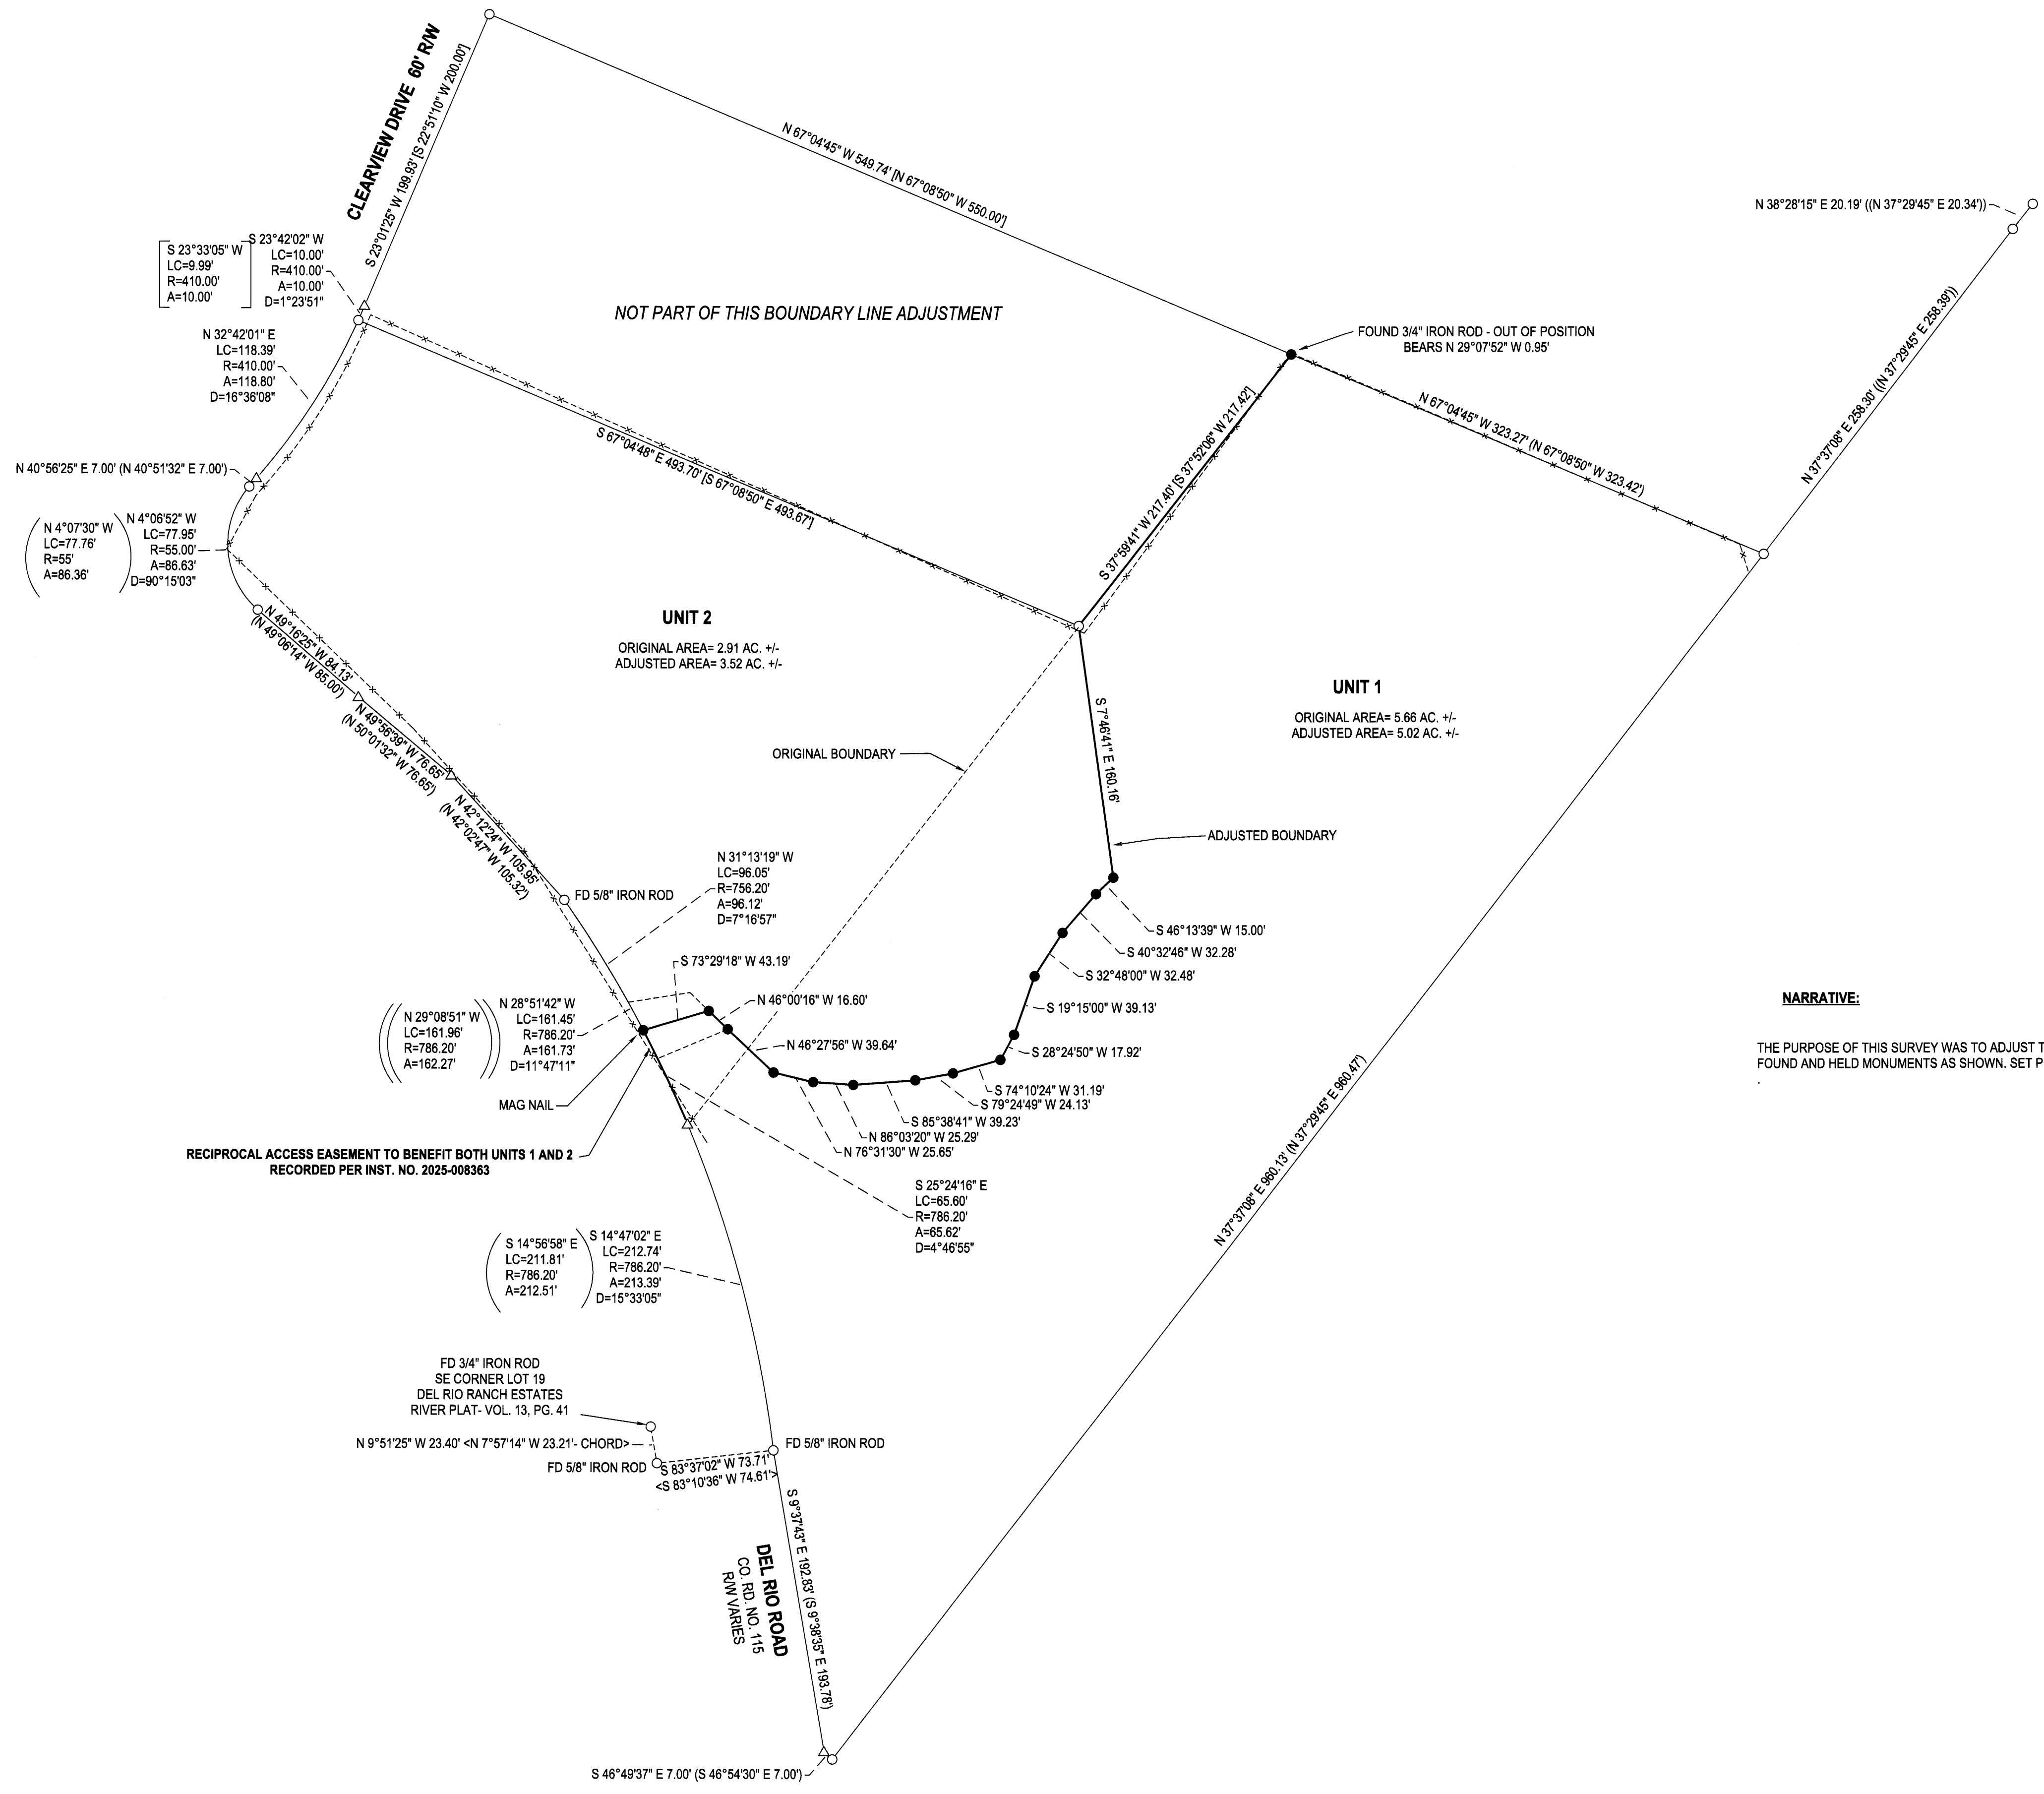 CLEARVIEW DRIVE 60' R/W
S 23°01'25" W 199.93' [S 22°51'10" W 200.00']
N 67°04'45" W 549.74' [N 67°08'50" W 550.00']
N 38°28'15" E 20.19' ((N 37°29'45" E 20.34'))
S 23°33'05" W
LC=9.99'
R=410.00'
A=10.00'
S 23°42'02" W
LC=10.00'
R=410.00'
A=10.00'
D=1°23'51"
NOT PART OF THIS BOUNDARY LINE ADJUSTMENT
FOUND 3/4" IRON ROD - OUT OF POSITION
BEARS N 29°07'52" W 0.95'
N 37°37'08" E 258.30' ((N 37°29'45" E 258.39'))
N 32°42'01" E
LC=118.39'
R=410.00'
A=118.80'
D=16°36'08"
N 67°04'45" W 323.27' (N 67°08'50" W 323.42')
S 67°04'48" E 493.70' [S 67°08'50" E 493.67']
S 37°59'41" W 217.40' [S 37°52'06" W 217.42']
N 40°56'25" E 7.00' (N 40°51'32" E 7.00')
N 4°07'30" W
LC=77.76'
R=55'
A=86.36'
N 4°06'52" W
LC=77.95'
R=55.00'
A=86.63'
D=90°15'03"
UNIT 2
ORIGINAL AREA= 2.91 AC. +/-
ADJUSTED AREA= 3.52 AC. +/-
N 49°16'25" W 84.13'
(N 49°06'14" W 85.00')
UNIT 1
ORIGINAL AREA= 5.66 AC. +/-
ADJUSTED AREA= 5.02 AC. +/-
N 49°56'39" W 76.65'
(N 50°01'32" W 76.65')
S 7°46'41" E 160.16'
ORIGINAL BOUNDARY
N 42°12'24" W 105.95'
(N 42°02'47" W 105.32')
ADJUSTED BOUNDARY
FD 5/8" IRON ROD
N 31°13'19" W
LC=96.05'
R=756.20'
A=96.12'
D=7°16'57"
S 46°13'39" W 15.00'
S 40°32'46" W 32.28'
S 32°48'00" W 32.48'
S 19°15'00" W 39.13'
S 28°24'50" W 17.92'
S 74°10'24" W 31.19'
S 79°24'49" W 24.13'
S 85°38'41" W 39.23'
N 86°03'20" W 25.29'
N 76°31'30" W 25.65'
S 73°29'18" W 43.19'
N 46°00'16" W 16.60'
N 46°27'56" W 39.64'
N 29°08'51" W
LC=161.96'
R=786.20'
A=162.27'
N 28°51'42" W
LC=161.45'
R=786.20'
A=161.73'
D=11°47'11"
MAG NAIL
RECIPROCAL ACCESS EASEMENT TO BENEFIT BOTH UNITS 1 AND 2
RECORDED PER INST. NO. 2025-008363
NARRATIVE:
THE PURPOSE OF THIS SURVEY WAS TO ADJUST T
FOUND AND HELD MONUMENTS AS SHOWN. SET P
.
N 37°37'08" E 960.13' (N 37°29'45" E 960.47')
S 25°24'16" E
LC=65.60'
R=786.20'
A=65.62'
D=4°46'55"
S 14°56'58" E
LC=211.81'
R=786.20'
A=212.51'
S 14°47'02" E
LC=212.74'
R=786.20'
A=213.39'
D=15°33'05"
FD 3/4" IRON ROD
SE CORNER LOT 19
DEL RIO RANCH ESTATES
RIVER PLAT- VOL. 13, PG. 41
N 9°51'25" W 23.40' <N 7°57'14" W 23.21'- CHORD>
FD 5/8" IRON ROD
FD 5/8" IRON ROD
S 83°37'02" W 73.71'
<S 83°10'36" W 74.61'>
S 9°37'43" E 192.83' (S 9°38'35" E 193.78')
DEL RIO ROAD
CO. RD. NO. 115
R/W VARIES
S 46°49'37" E 7.00' (S 46°54'30" E 7.00')